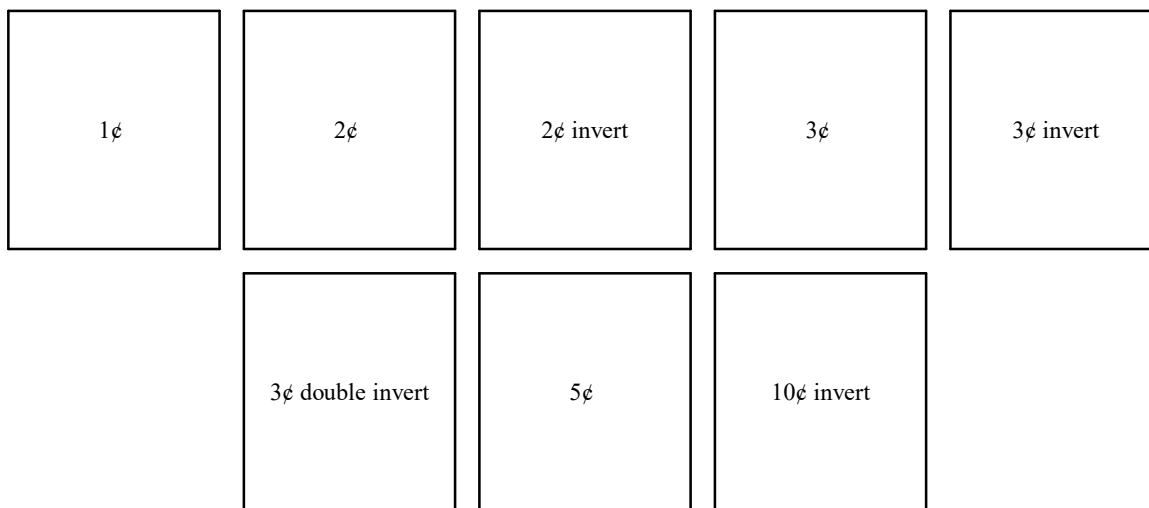 1¢
2¢
2¢ invert
3¢
3¢ invert
3¢ double invert
5¢
10¢ invert